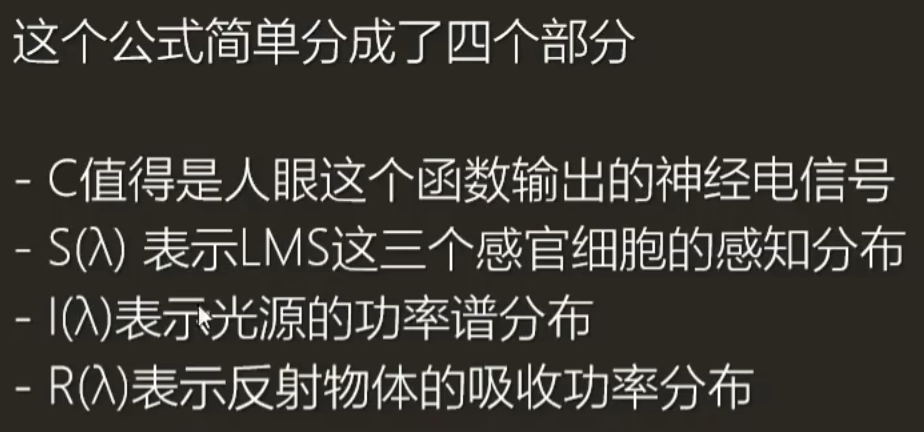 这个公式简单分成了四个部分
- C值得是人眼这个函数输出的神经电信号
- S(λ) 表示LMS这三个感官细胞的感知分布
- I(λ)表示光源的功率谱分布
- R(λ)表示反射物体的吸收功率分布